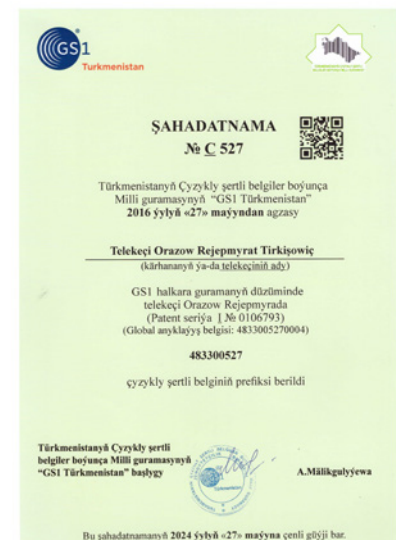 GS1
Turkmenistan
ŞAHADATNAMA
№ C 527
Türkmenistanyň Çyzykly şertli belgiler boýunça
Milli guramasynyň “GS1 Türkmenistan”
2016 ýylyň «27» maýyndan agzasy
Telekeçi Orazow Rejepmyrat Tirkişowiç
(kärhananyň ýa-da telekeçiniň ady)
GS1 halkara guramanyň düzüminde
telekeçi Orazow Rejepmyrada
(Patent seriýa I № 0106793)
(Global anyklaýyş belgisi: 4833005270004)
483300527
çyzykly şertli belginiň prefiksi berildi
Türkmenistanyň Çyzykly şertli
belgiler boýunça Milli guramasynyň
“GS1 Türkmenistan” başlygy
A.Mälikgulyýewa
Bu şahadatnamanyň 2024 ýylyň «27» maýyna çenli güýji bar.